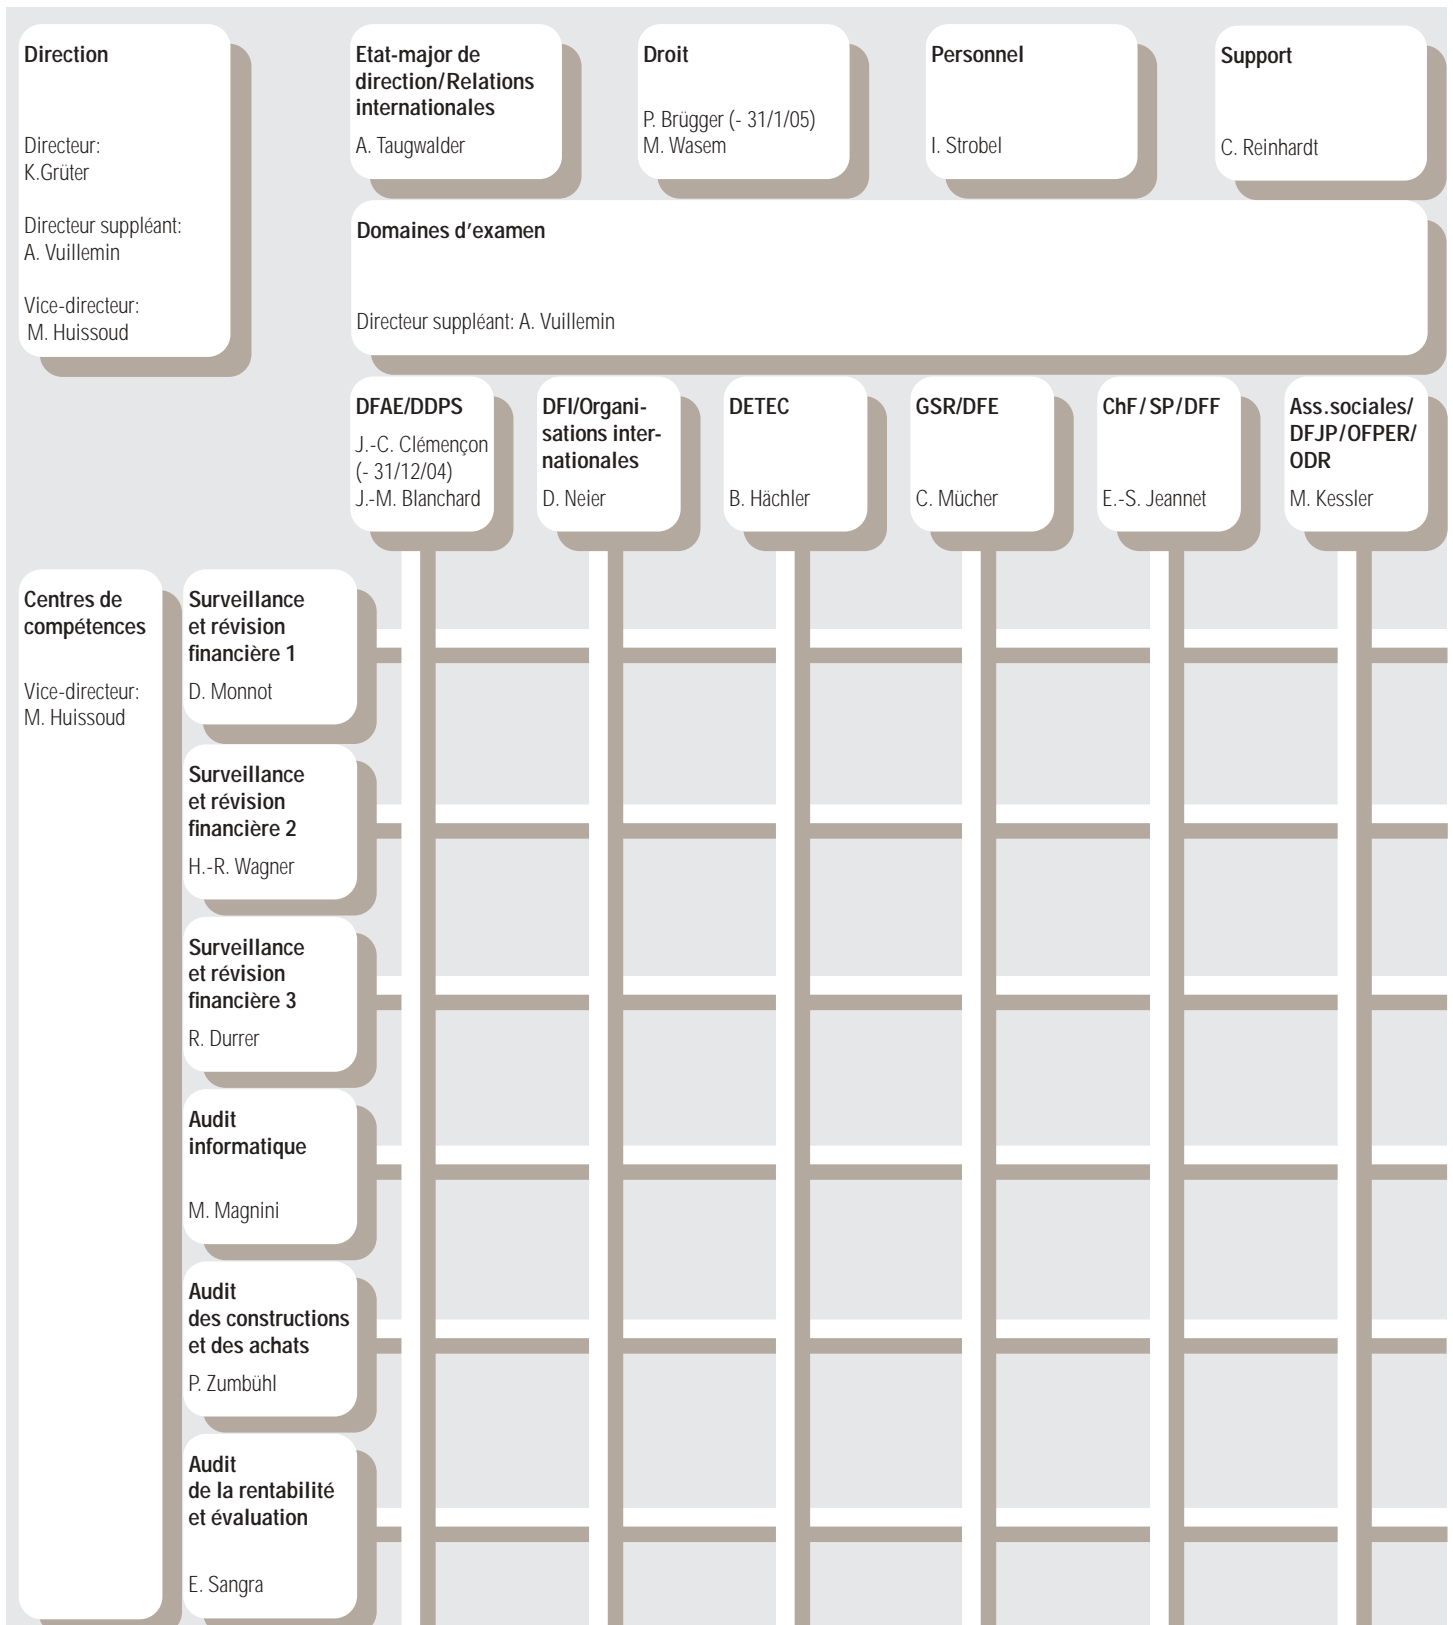 Direction
Directeur:
K.Grüter
Directeur suppléant:
A. Vuillemin
Vice-directeur:
M. Huissoud
Etat-major de
direction/Relations
internationales
A. Taugwalder
Droit
P. Brügger (- 31/1/05)
M. Wasem
Personnel
I. Strobel
Support
C. Reinhardt
Domaines d'examen
Directeur suppléant: A. Vuillemin
DFAE/DDPS
J.-C. Clémençon
(- 31/12/04)
J.-M. Blanchard
DFI/Organi-
sations inter-
nationales
D. Neier
DETEC
B. Hächler
GSR/DFE
C. Mücher
ChF/ SP/DFF
E.-S. Jeannet
Ass.sociales/
DFJP/OFPER/
ODR
M. Kessler
Centres de
compétences
Vice-directeur:
M. Huissoud
Surveillance
et révision
financière 1
D. Monnot
Surveillance
et révision
financière 2
H.-R. Wagner
Surveillance
et révision
financière 3
R. Durrer
Audit
informatique
M. Magnini
Audit
des constructions
et des achats
P. Zumbühl
Audit
de la rentabilité
et évaluation
E. Sangra